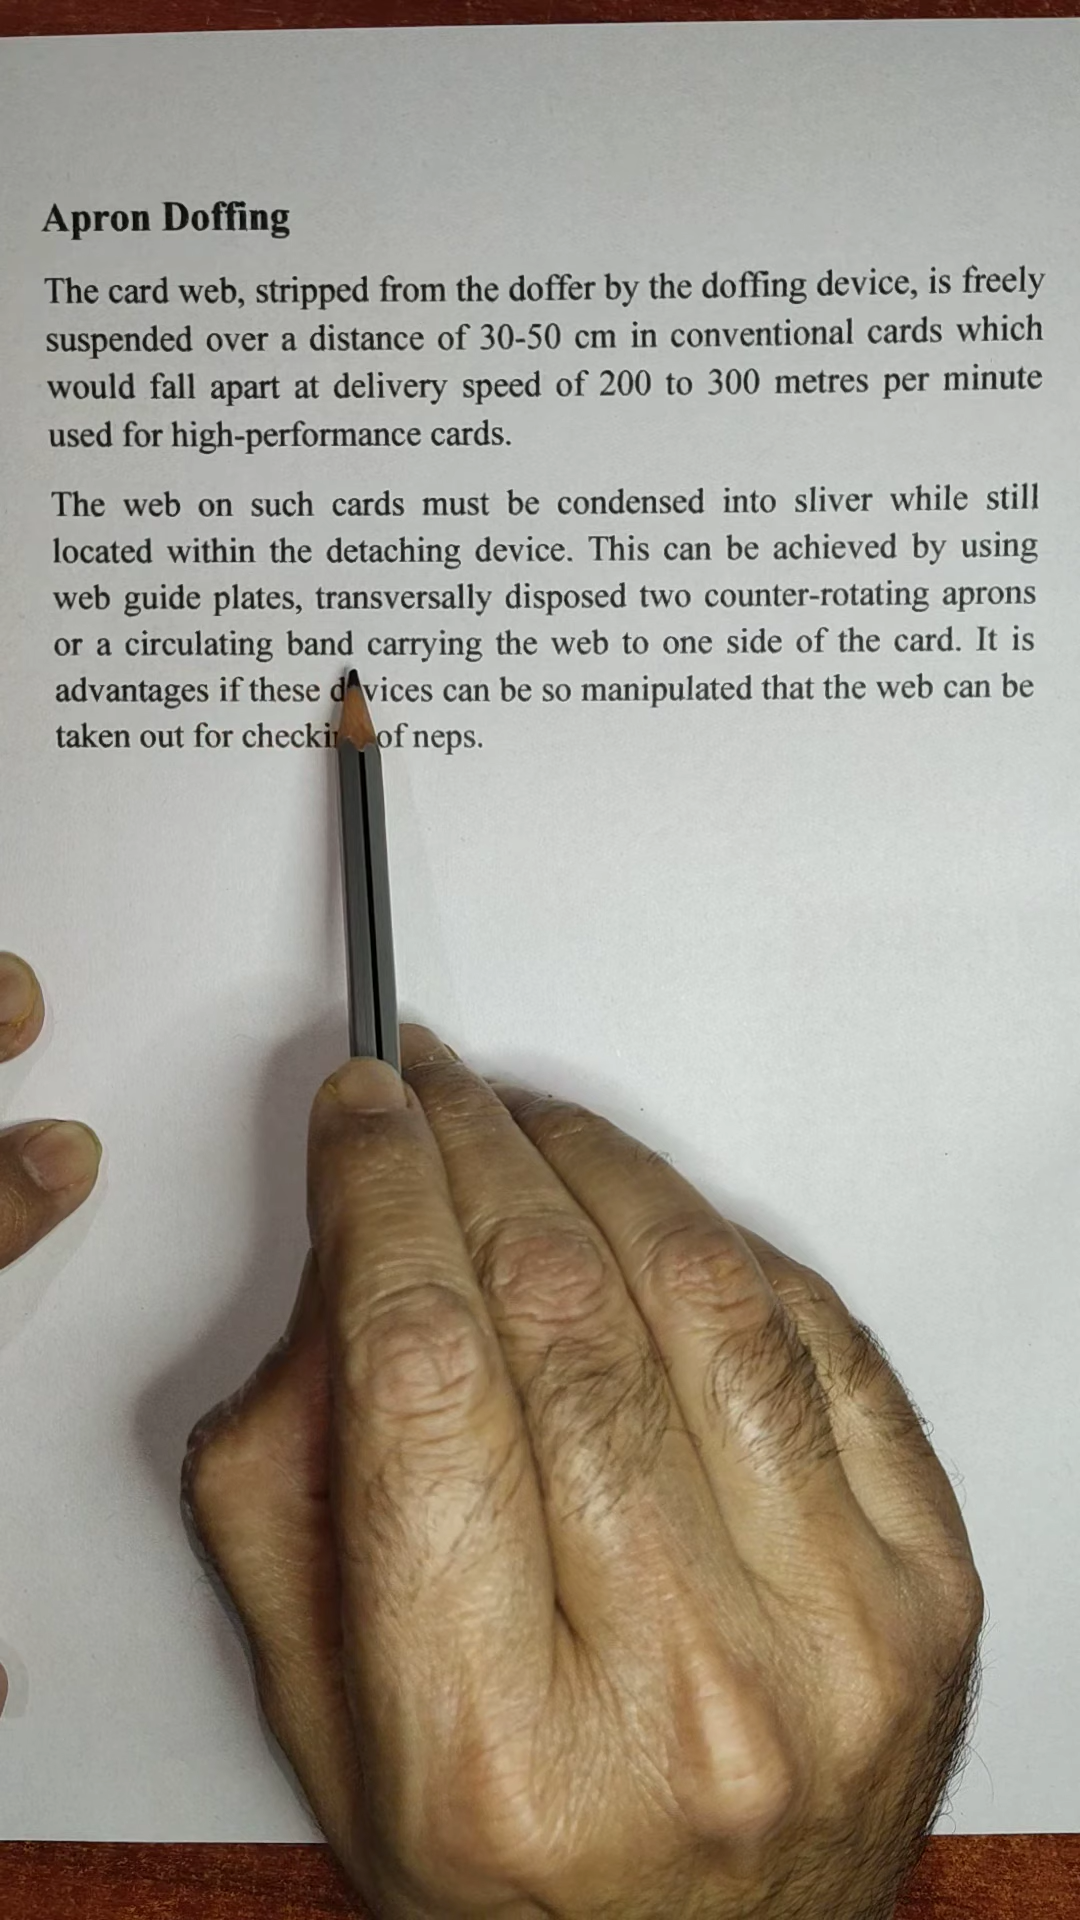 Apron Doffing
The card web, stripped from the doffer by the doffing device, is freely
suspended over a distance of 30-50 cm in conventional cards which
would fall apart at delivery speed of 200 to 300 metres per minute
used for high-performance cards.
The web on such cards must be condensed into sliver while still
located within the detaching device. This can be achieved by using
web guide plates, transversally disposed two counter-rotating aprons
or a circulating band carrying the web to one side of the card. It is
advantages if these devices can be so manipulated that the web can be
taken out for checking of neps.